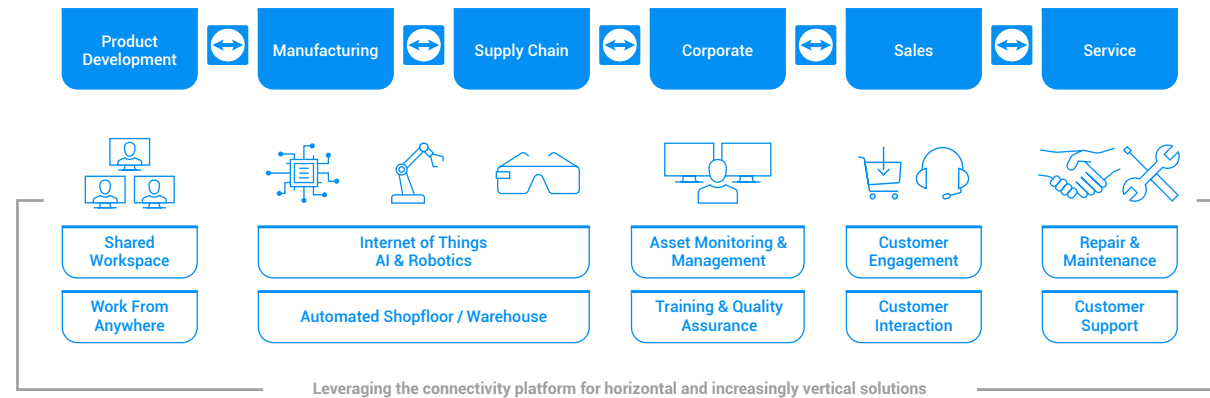 Product
Development
Manufacturing
Supply Chain
Corporate
Sales
Service
Shared
Workspace
Internet of Things
AI & Robotics
Asset Monitoring &
Management
Customer
Engagement
Repair &
Maintenance
Work From
Anywhere
Automated Shopfloor / Warehouse
Training & Quality
Assurance
Customer
Interaction
Customer
Support
Leveraging the connectivity platform for horizontal and increasingly vertical solutions